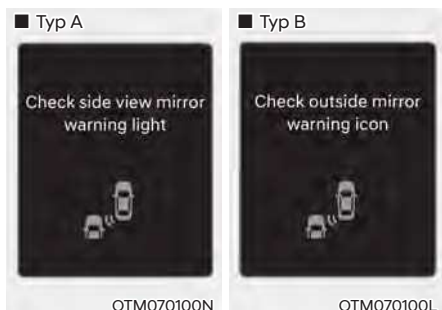 ■ Typ A
Check side view mirror
warning light
OTM070100N
■ Typ B
Check outside mirror
warning icon
OTM070100L